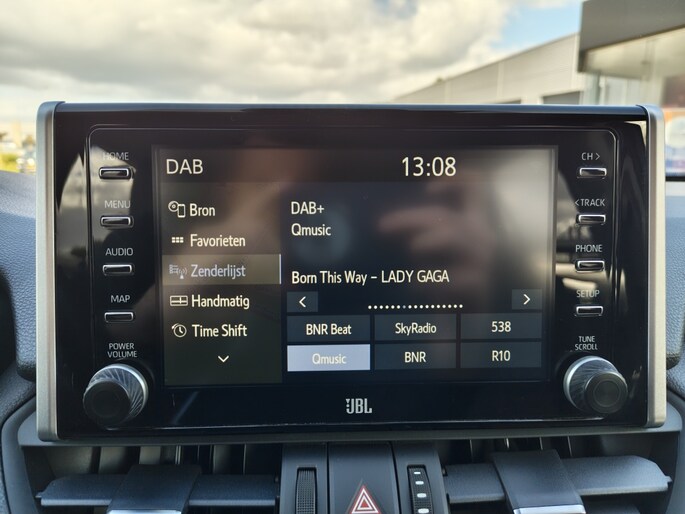 HOME
MENU
AUDIO
MAP
POWER
VOLUME
DAB
13:08
Bron
Favorieten
Zenderlijst
Handmatig
Time Shift
DAB+
Qmusic
Born This Way - LADY GAGA
BNR Beat
SkyRadio
538
Qmusic
BNR
R10
CH >
< TRACK
PHONE
SETUP
TUNE
SCROLL
JBL